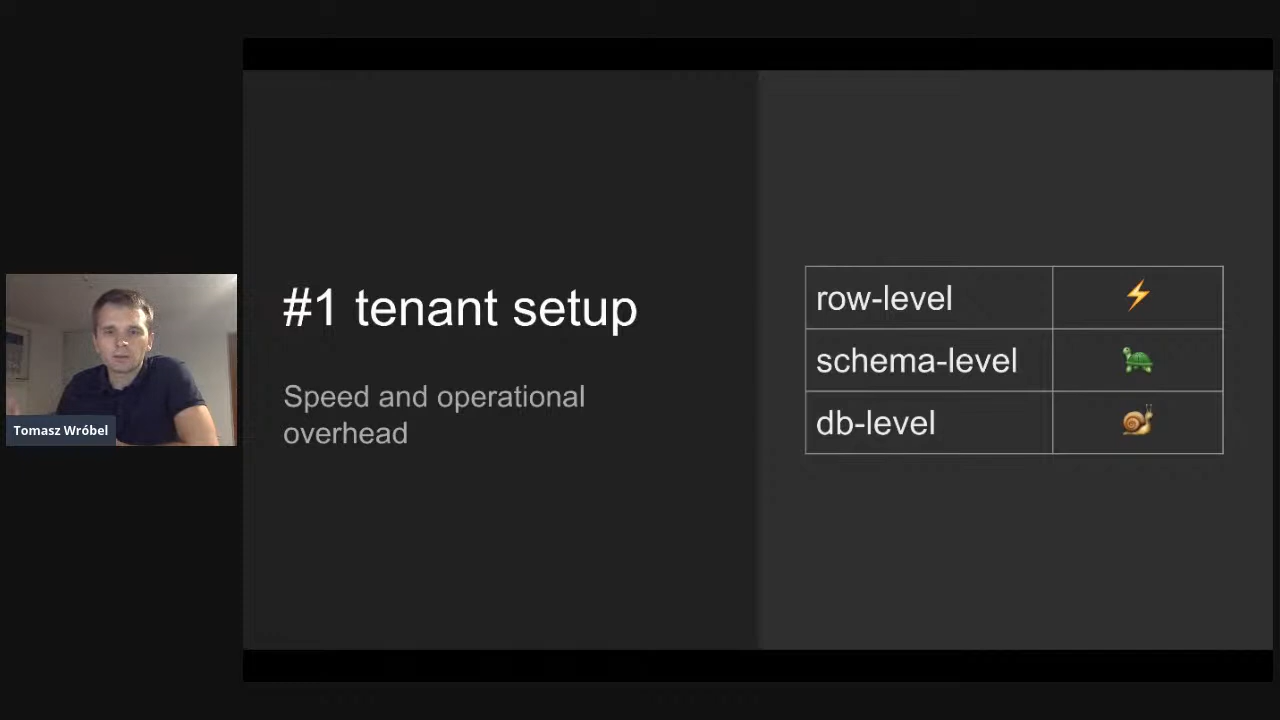 #1 tenant setup
Speed and operational
overhead
row-level ⚡
schema-level 🐢
db-level 🐌
Tomasz Wróbel